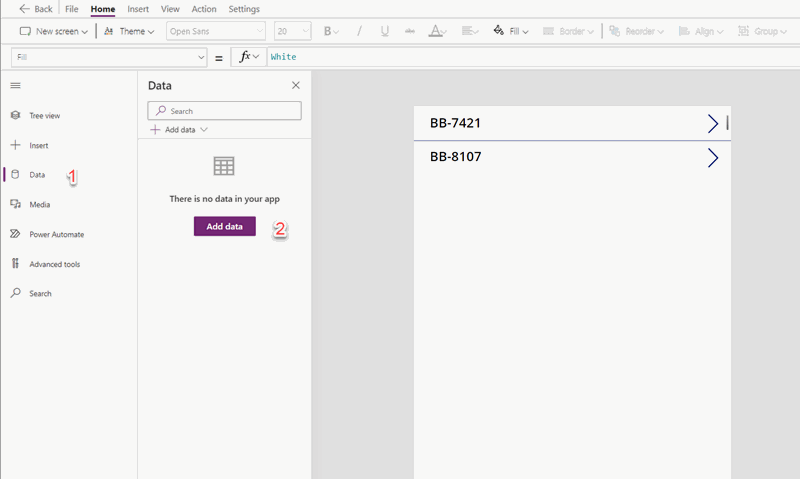 Back File Home Insert View Action Settings
New screen Theme Open Sans 20 B / U abc A Fill Border Reorder Align Group
Fill = fx White
Data
Search
Add data
Tree view
Insert
Data 1
Media
Power Automate
Advanced tools
Search
There is no data in your app
Add data 2
BB-7421
BB-8107